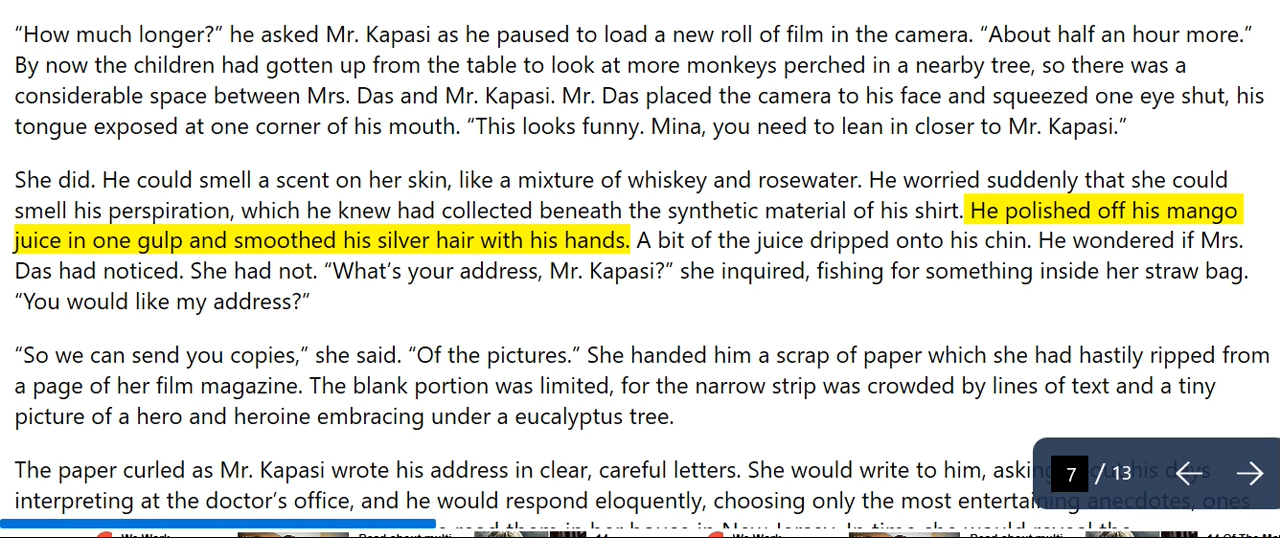 “How much longer?” he asked Mr. Kapasi as he paused to load a new roll of film in the camera. “About half an hour more.”
By now the children had gotten up from the table to look at more monkeys perched in a nearby tree, so there was a
considerable space between Mrs. Das and Mr. Kapasi. Mr. Das placed the camera to his face and squeezed one eye shut, his
tongue exposed at one corner of his mouth. “This looks funny. Mina, you need to lean in closer to Mr. Kapasi.”
She did. He could smell a scent on her skin, like a mixture of whiskey and rosewater. He worried suddenly that she could
smell his perspiration, which he knew had collected beneath the synthetic material of his shirt. He polished off his mango
juice in one gulp and smoothed his silver hair with his hands. A bit of the juice dripped onto his chin. He wondered if Mrs.
Das had noticed. She had not. “What’s your address, Mr. Kapasi?” she inquired, fishing for something inside her straw bag.
“You would like my address?”
“So we can send you copies,” she said. “Of the pictures.” She handed him a scrap of paper which she had hastily ripped from
a page of her film magazine. The blank portion was limited, for the narrow strip was crowded by lines of text and a tiny
picture of a hero and heroine embracing under a eucalyptus tree.
The paper curled as Mr. Kapasi wrote his address in clear, careful letters. She would write to him, asking about his days
7 / 13
interpreting at the doctor’s office, and he would respond eloquently, choosing only the most entertaining anecdotes, ones